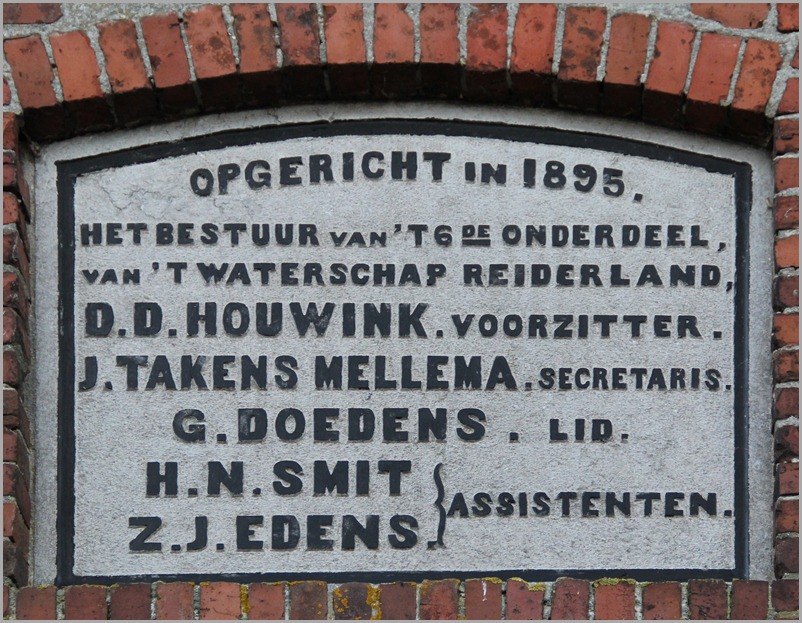 OPGERICHT IN 1895.
HET BESTUUR VAN 'T 6DE ONDERDEEL,
VAN 'T WATERSCHAP REIDERLAND,
D.D. HOUWINK. VOORZITTER.
J. TAKENS MELLEMA. SECRETARIS.
G. DOEDENS. LID.
H.N. SMIT
Z.J. EDENS. } ASSISTENTEN.